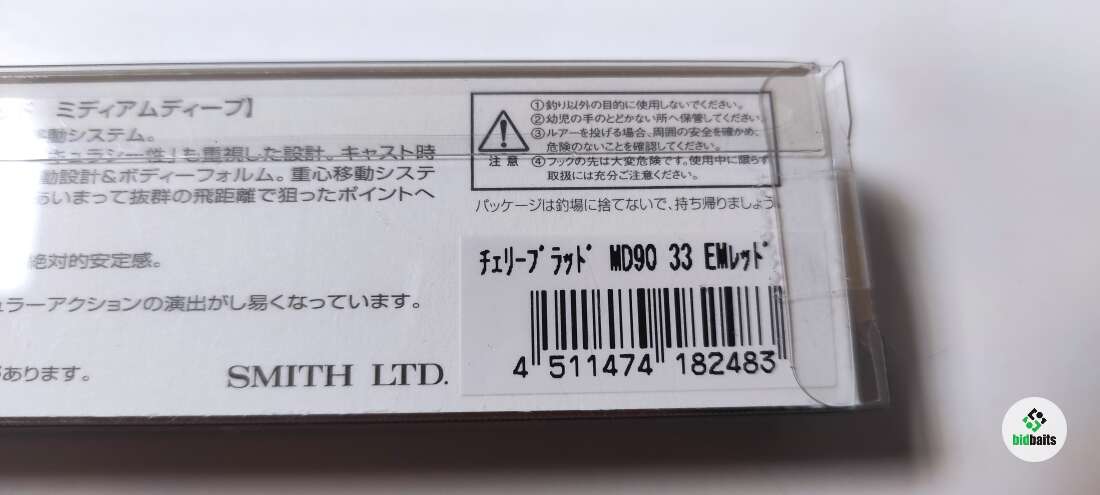 ミディアムディープ】
動システム。
キュラシー性」も重視した設計。キャスト時
動設計&ボディーフォルム。重心移動システ
あいまって抜群の飛距離で狙ったポイントへ
絶対的安定感。
ュラーアクションの演出がし易くなっています。
があります。
SMITH LTD.
注意
①釣り以外の目的に使用しないでください。
②幼児の手のとどかない所へ保管してください。
③ルアーを投げる場合、周囲の安全を確かめ、
危険のないことを確認してください。
④フックの先は大変危険です。使用中に限らず
取扱には充分ご注意ください。
パッケージは釣場に捨てないで、持ち帰りましょう。
ﾁｪﾘｰﾌﾞﾗｯﾄﾞ MD90 33 EMﾚｯﾄﾞ
4 511474 182483
bidbaits